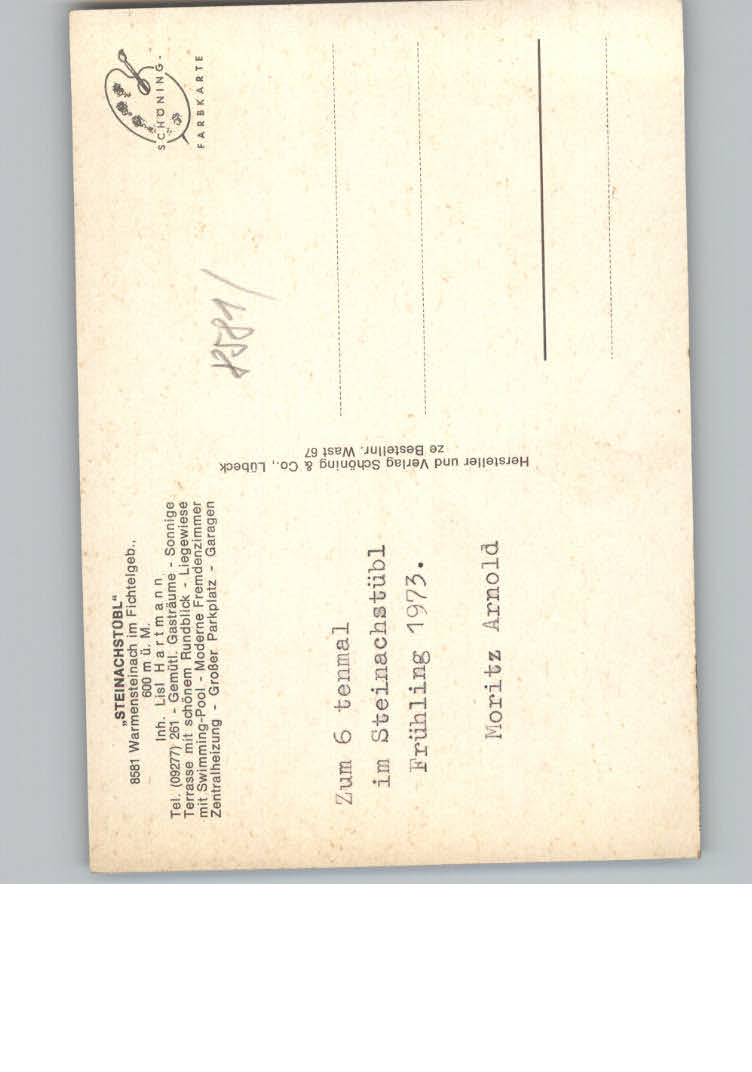 „STEINACHSTÜBL“
8581 Warmensteinach im Fichtelgeb.,
600 m ü. M.
Inh. Lisl Hartmann
Tel. (09277) 261 - Gemütl. Gasträume - Sonnige
Terrasse mit schönem Rundblick - Liegewiese
mit Swimming-Pool - Moderne Fremdenzimmer
Zentralheizung - Großer Parkplatz - Garagen
Zum 6 tenmal
im Steinachstübl
Frühling 1973.
Moritz Arnold
Hersteller und Verlag Schöning & Co., Lübeck
ze Bestellnr. Wast 67
SCHÖNING-
FARBKARTE
8581/